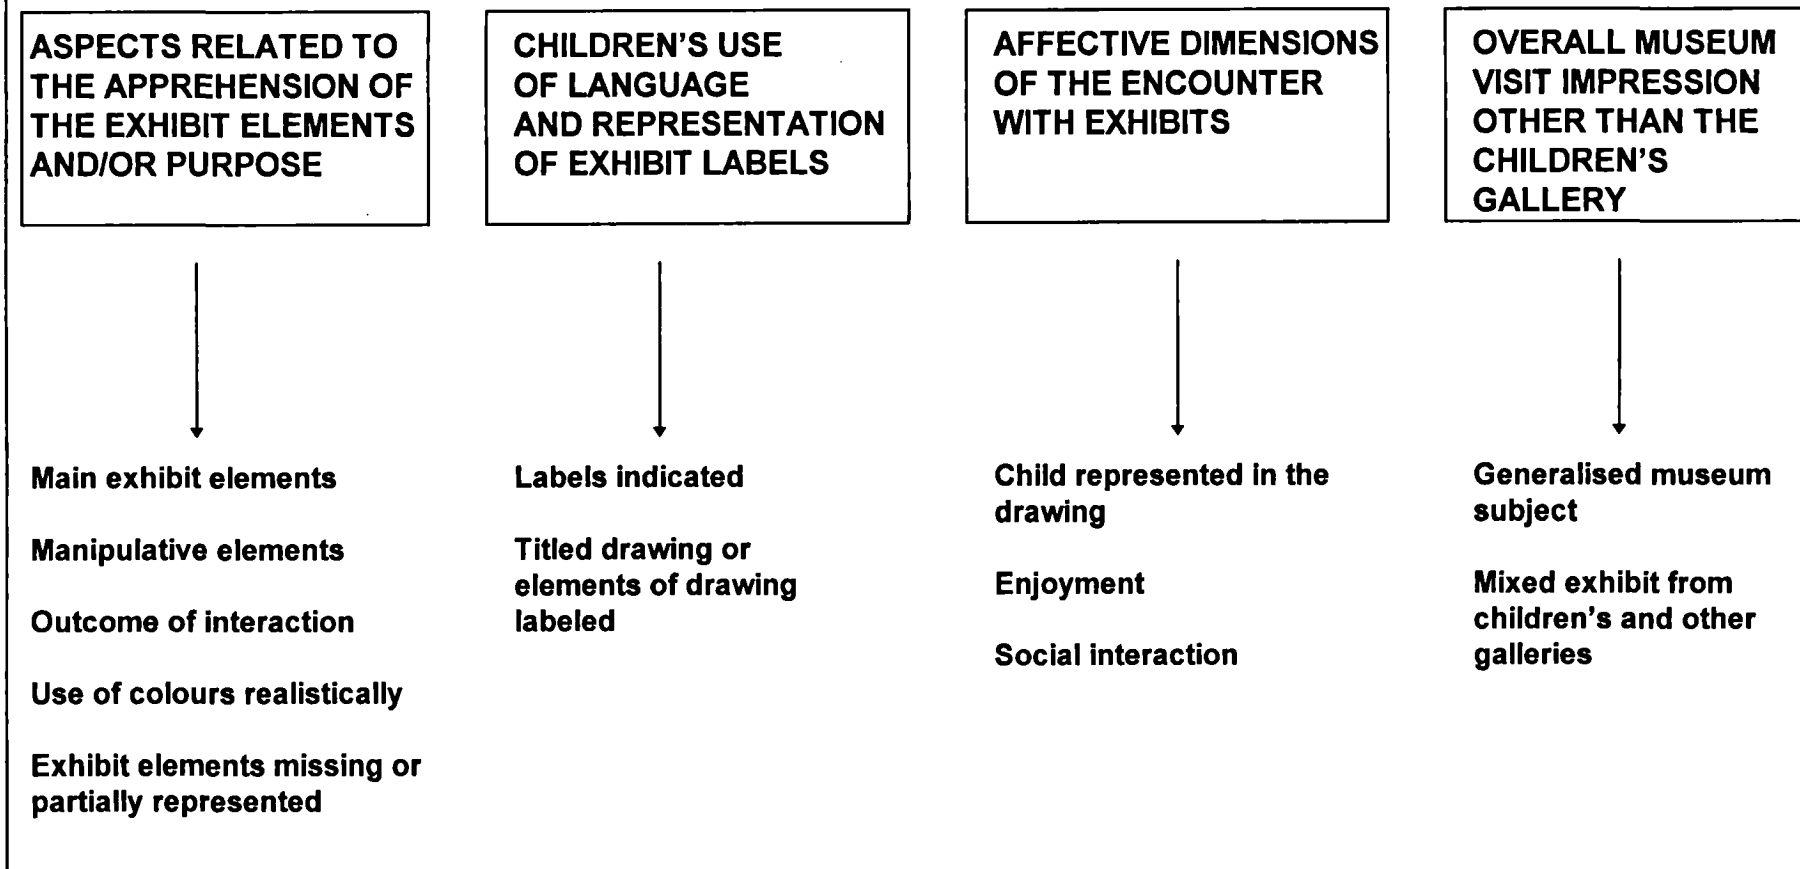 ASPECTS RELATED TO
THE APPREHENSION OF
THE EXHIBIT ELEMENTS
AND/OR PURPOSE
CHILDREN'S USE
OF LANGUAGE
AND REPRESENTATION
OF EXHIBIT LABELS
AFFECTIVE DIMENSIONS
OF THE ENCOUNTER
WITH EXHIBITS
OVERALL MUSEUM
VISIT IMPRESSION
OTHER THAN THE
CHILDREN'S
GALLERY
Main exhibit elements
Manipulative elements
Outcome of interaction
Use of colours realistically
Exhibit elements missing or
partially represented
Labels indicated
Titled drawing or
elements of drawing
labeled
Child represented in the
drawing
Enjoyment
Social interaction
Generalised museum
subject
Mixed exhibit from
children's and other
galleries